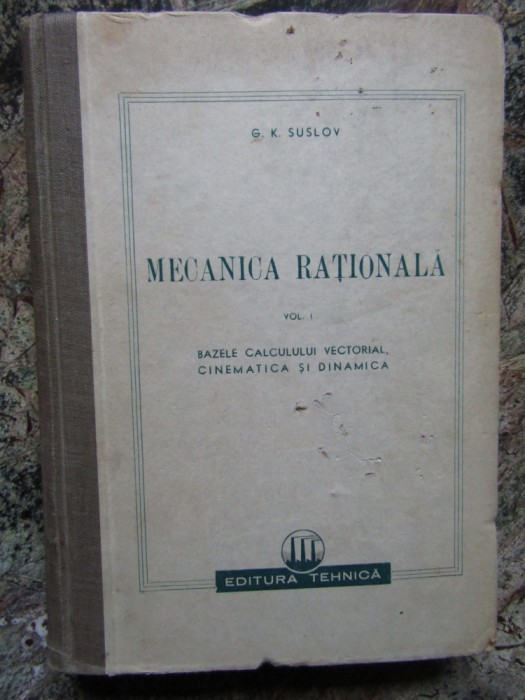 G. K. SUSLOV
MECANICA RAȚIONALĂ
VOL. I
BAZELE CALCULULUI VECTORIAL,
CINEMATICA ȘI DINAMICA
EDITURA TEHNICĂ